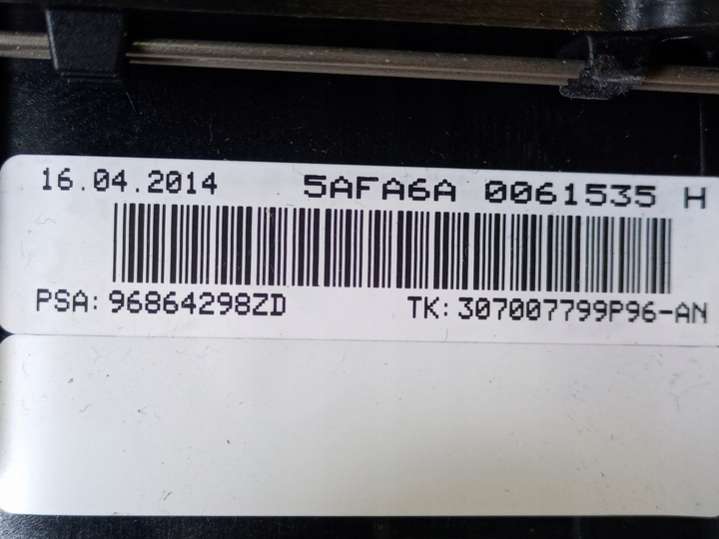 16.04.2014 5AFA6A 0061535 H
PSA: 96864298ZD TK: 307007799P96-AN